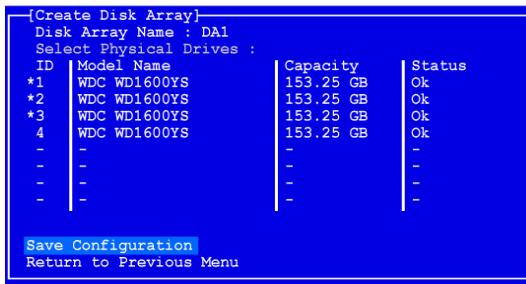 [Create Disk Array]
Disk Array Name : DA1
Select Physical Drives :
ID Model Name Capacity Status
*1 WDC WD1600YS 153.25 GB Ok
*2 WDC WD1600YS 153.25 GB Ok
*3 WDC WD1600YS 153.25 GB Ok
4 WDC WD1600YS 153.25 GB Ok
- - - -
- - - -
- - - -
- - - -
Save Configuration
Return to Previous Menu